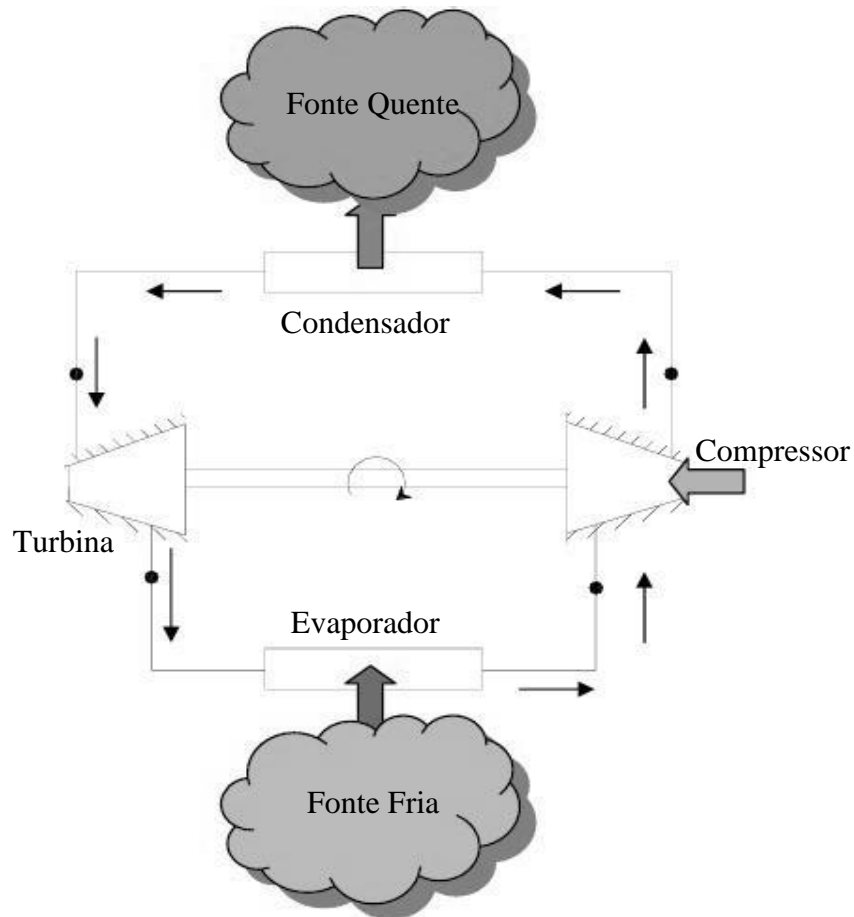 Fonte Quente
Condensador
Compressor
Turbina
Evaporador
Fonte Fria